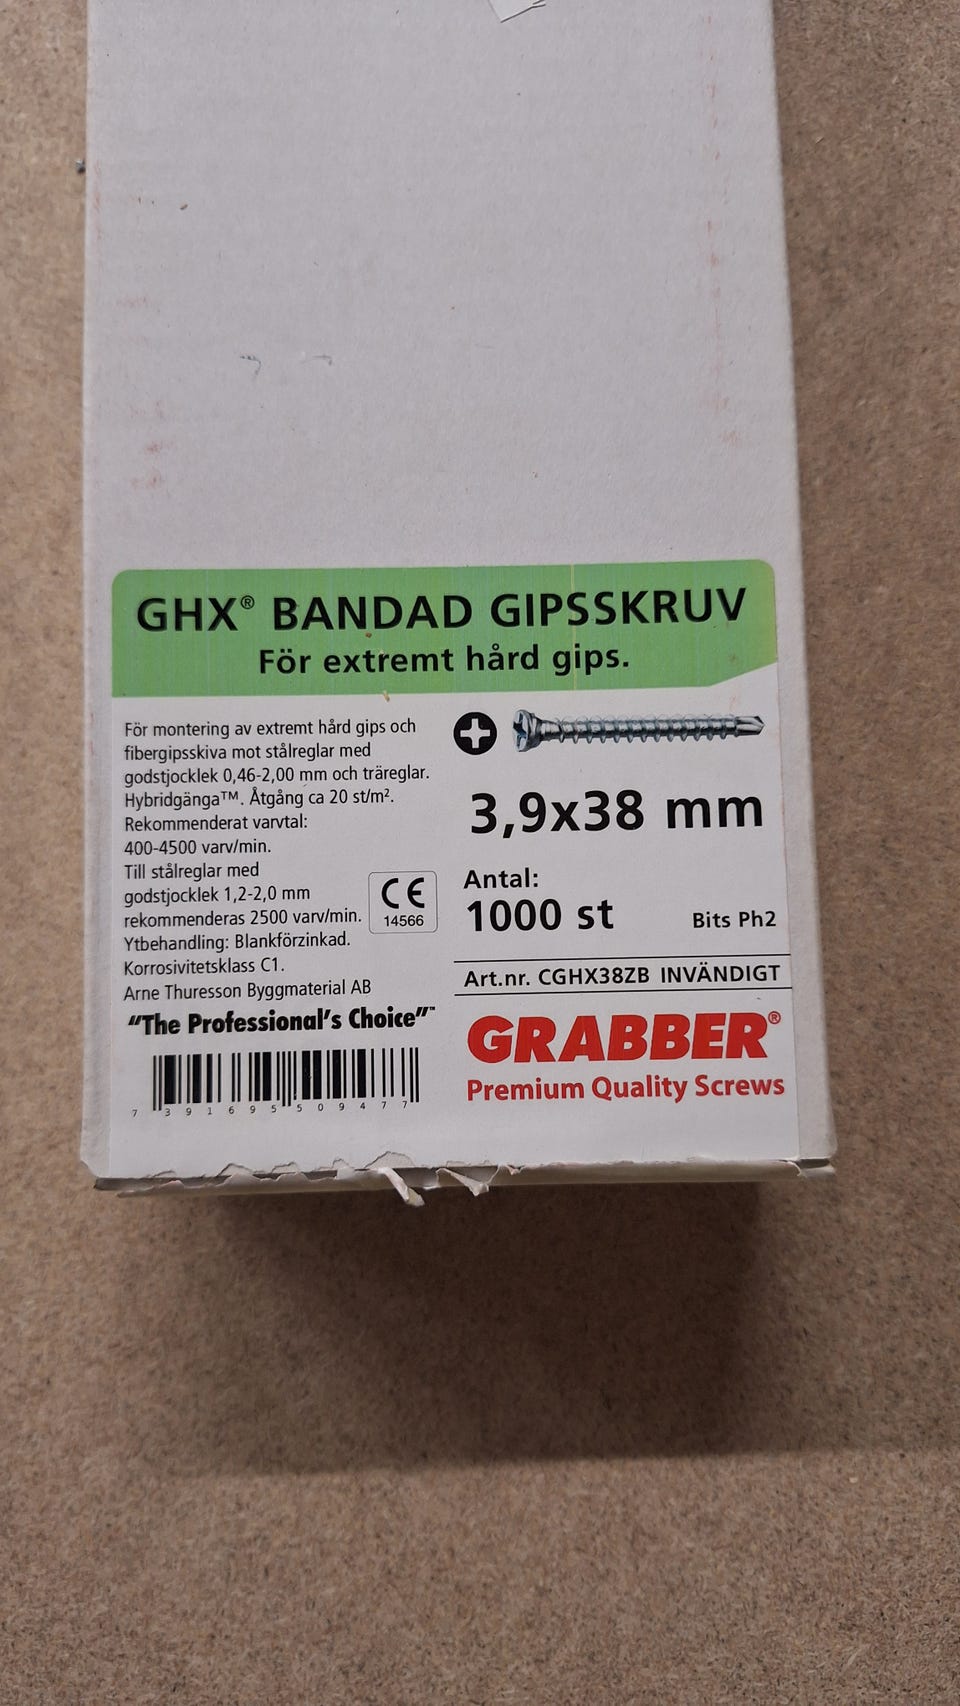 GHX® BANDAD GIPSSKRUV
För extremt hård gips.
För montering av extremt hård gips och
fibergipsskiva mot stålreglar med
godstjocklek 0,46-2,00 mm och träreglar.
Hybridgänga™. Åtgång ca 20 st/m².
Rekommenderat varvtal:
400-4500 varv/min.
Till stålreglar med
godstjocklek 1,2-2,0 mm
rekommenderas 2500 varv/min.
Ytbehandling: Blankförzinkad.
Korrosivitetsklass C1.
Arne Thuresson Byggmaterial AB
"The Professional's Choice"™
7 391695 509477
CE
14566
3,9x38 mm
Antal:
1000 st
Bits Ph2
Art.nr. CGHX38ZB INVÄNDIGT
GRABBER®
Premium Quality Screws